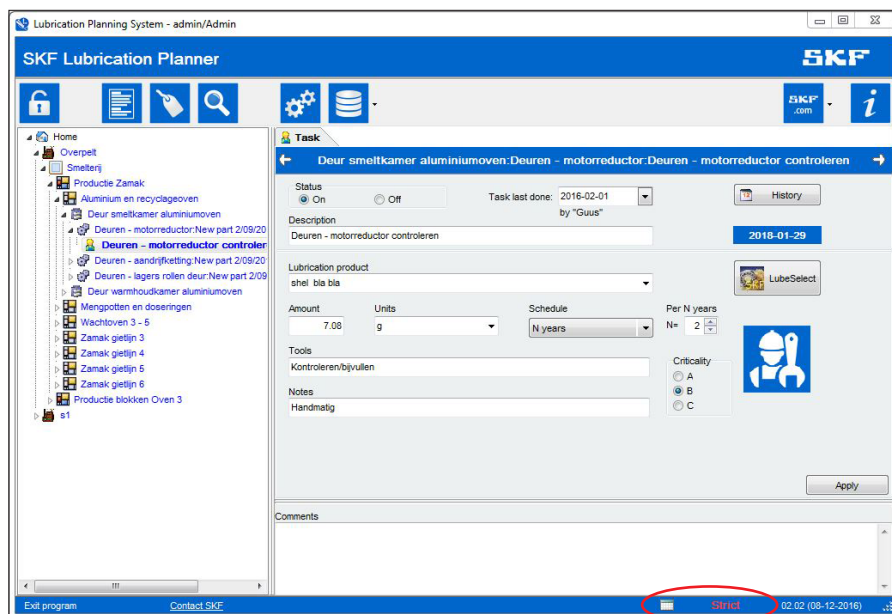 Lubrication Planning System - admin/Admin
SKF Lubrication Planner
SKF
SKF
.com
i
Home
Overpelt
Smelterij
Productie Zamak
Aluminium en recyclageoven
Deur smeltkamer aluminiumoven
Deuren - motorreductor:New part 2/09/20
Deuren - motorreductor controler
Deuren - aandrijfketting:New part 2/09/20
Deuren - lagers rollen deur:New part 2/09
Deur warmhoudkamer aluminiumoven
Mengpotten en doseringen
Wachtoven 3 - 5
Zamak gietlijn 3
Zamak gietlijn 4
Zamak gietlijn 5
Zamak gietlijn 6
Productie blokken Oven 3
s1
Task
Deur smeltkamer aluminiumoven:Deuren - motorreductor:Deuren - motorreductor controleren
Status
On Off
Task last done: 2016-02-01
by "Guus"
History
Description
Deuren - motorreductor controleren
2018-01-29
Lubrication product
shel bla bla
LubeSelect
Amount Units Schedule Per N years
7.08 g N years N= 2
Tools
Kontroleren/bijvullen
Criticality
A
B
C
Notes
Handmatig
Apply
Comments
Exit program Contact SKF Strict 02.02 (08-12-2016)